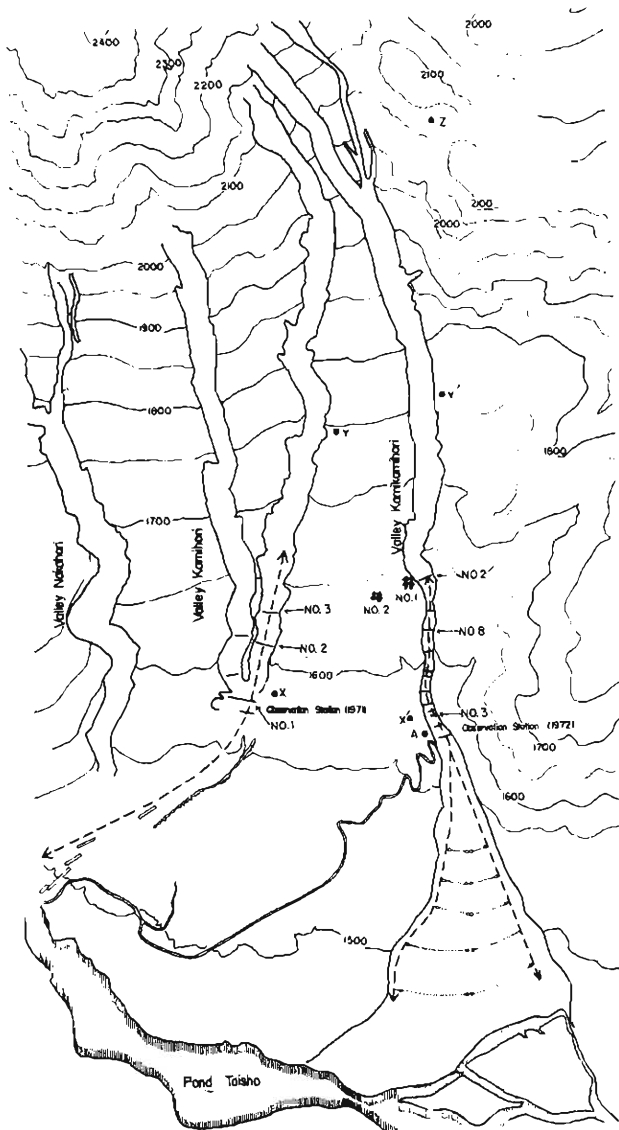 2400
2300
2200
2100
2100
Z
2100
2000
2000
1900
1800
Y'
Y
1800
1700
Valley Nakahari
Valley Kamihori
Valley Kamikamihori
NO.2
NO.1
NO.2
NO.3
NO 8
NO.2
1600
X
Observation Station (1971)
NO.1
NO.3
X'
A
Observation Station (1972)
1700
1600
1500
Pond Taisho